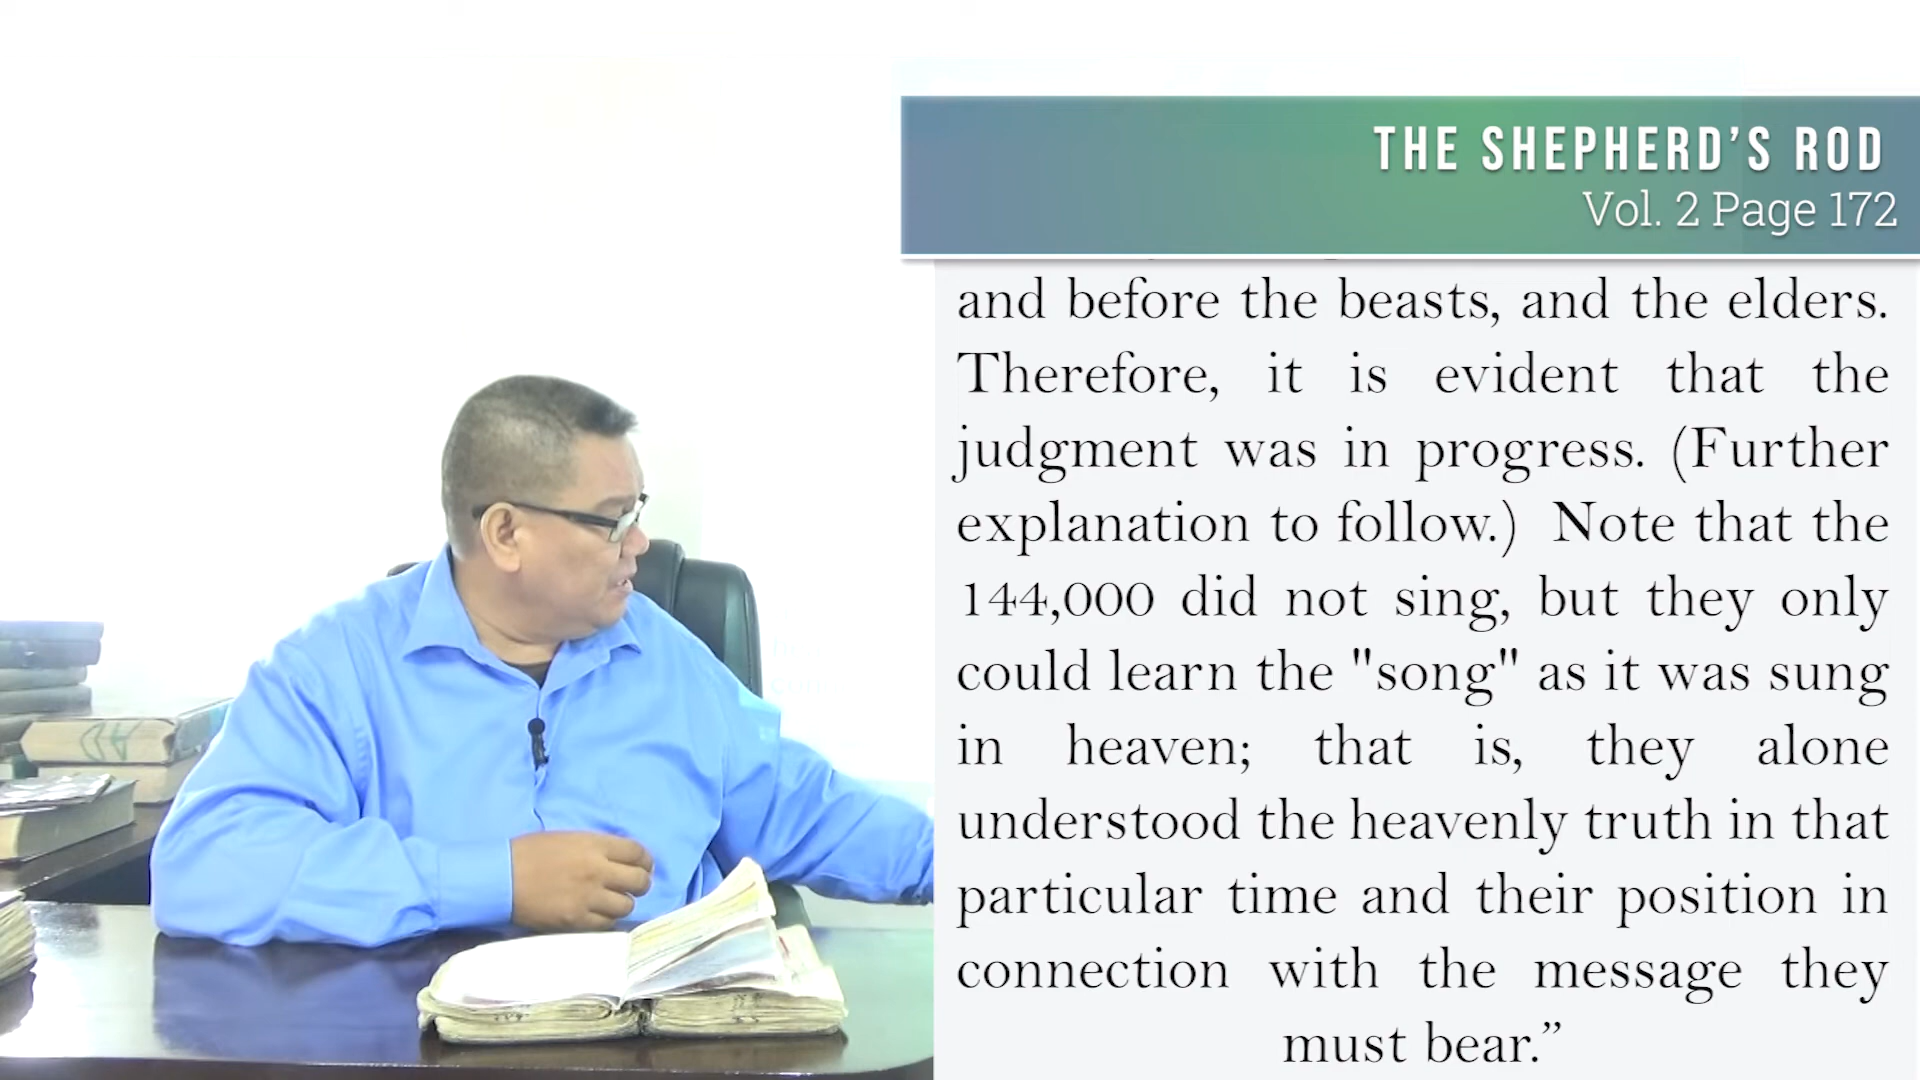 THE SHEPHERD'S ROD
Vol. 2 Page 172
and before the beasts, and the elders.
Therefore, it is evident that the
judgment was in progress. (Further
explanation to follow.) Note that the
144,000 did not sing, but they only
could learn the "song" as it was sung
in heaven; that is, they alone
understood the heavenly truth in that
particular time and their position in
connection with the message they
must bear.”